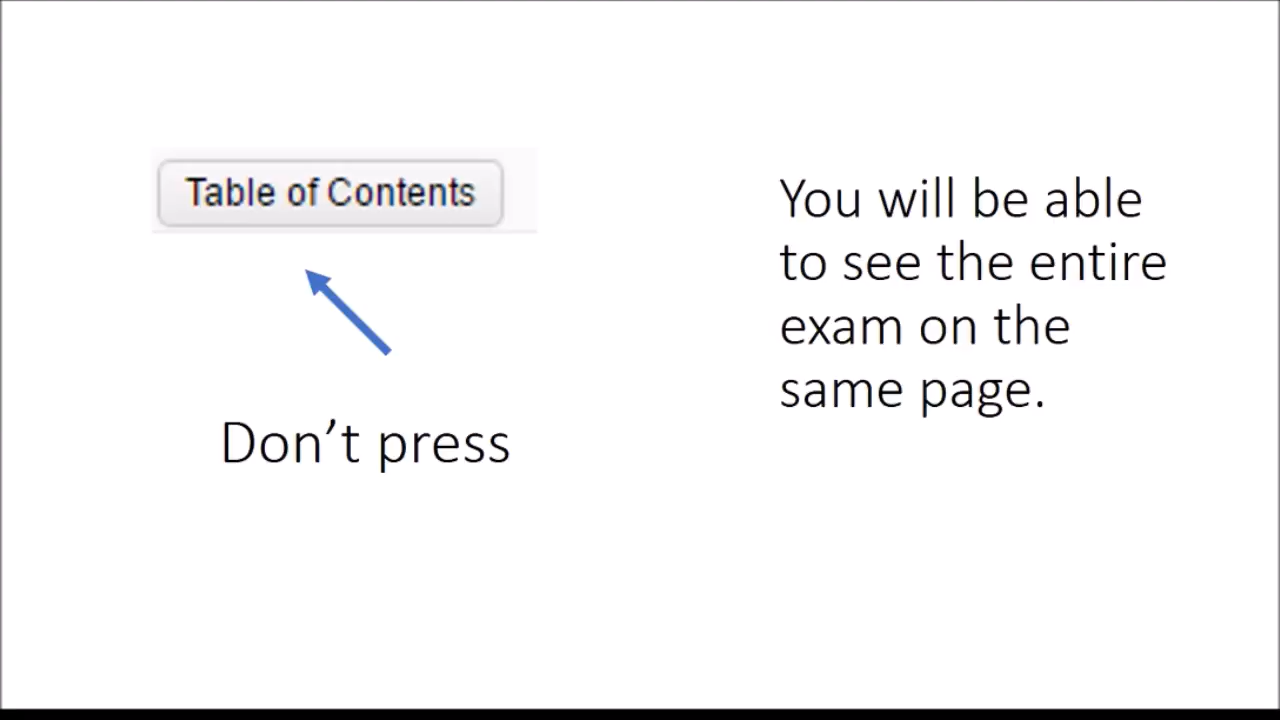 Table of Contents
Don’t press
You will be able
to see the entire
exam on the
same page.